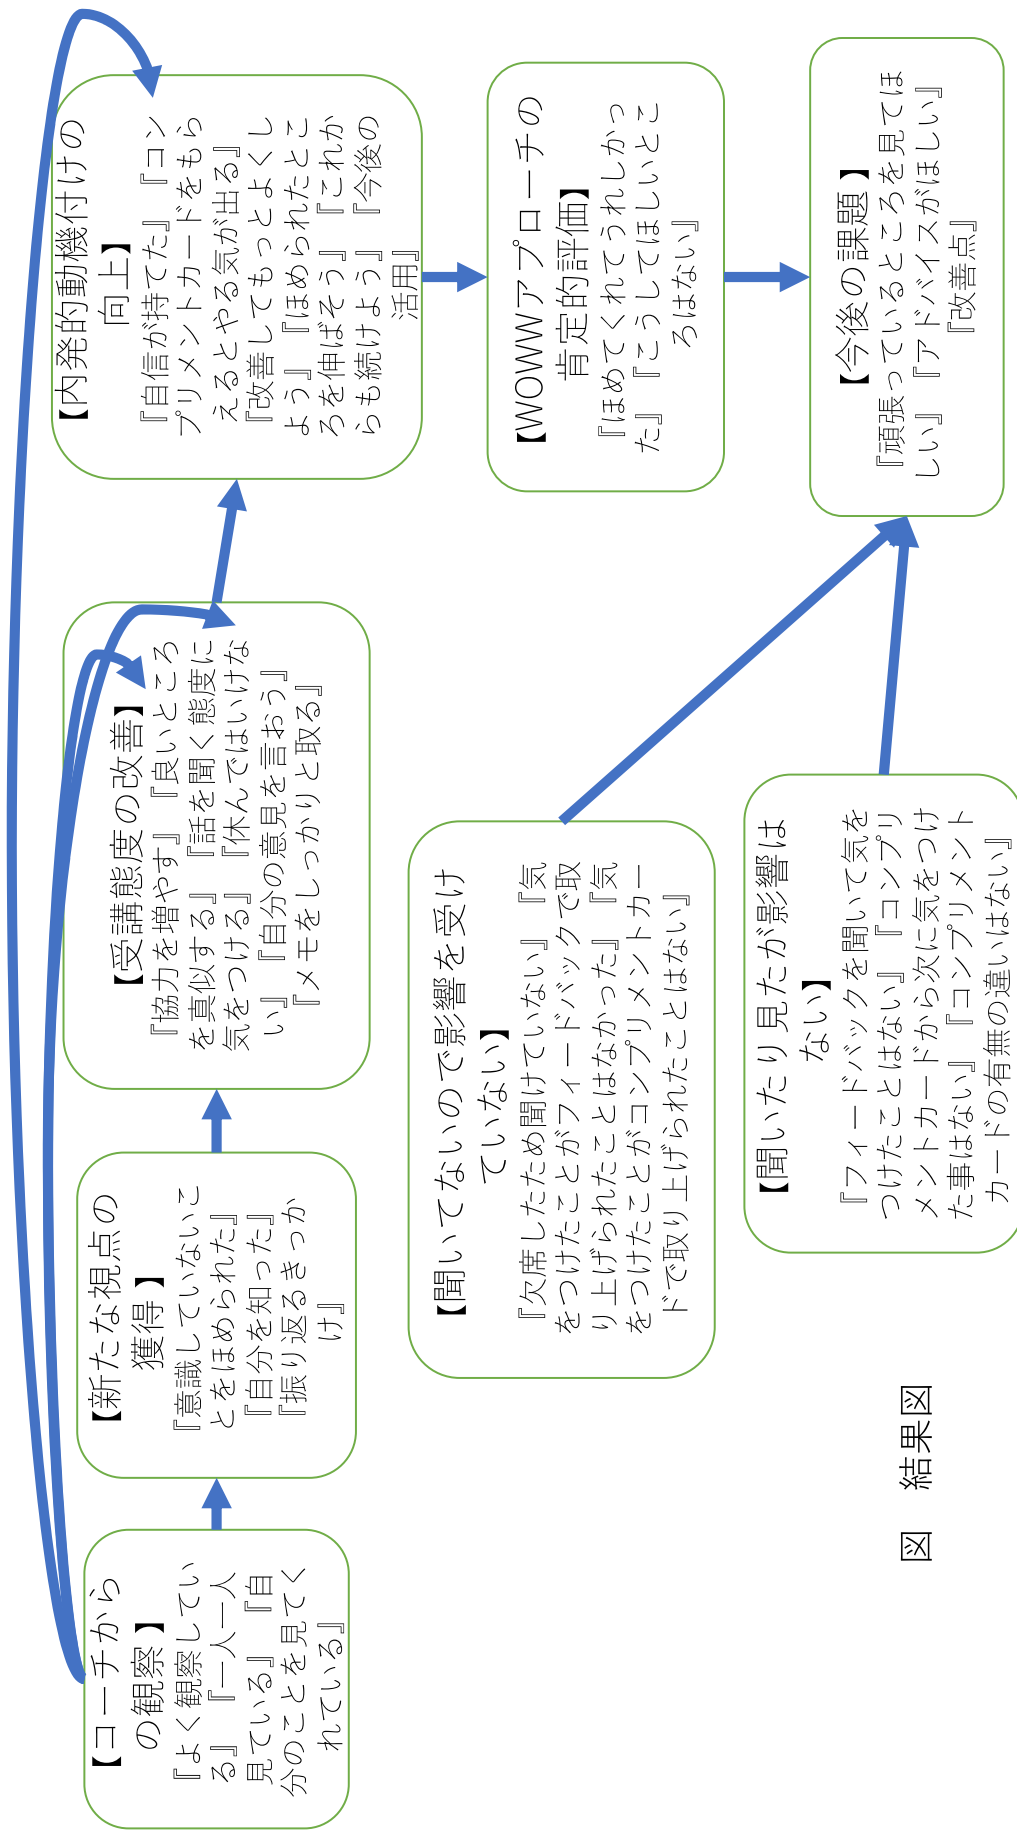 【コーチから
の観察 】
『よく観察してい
る』『一人一人
見ている』『自
分のことを見てく
れている』
【新たな視点の
獲得 】
『意識していないこ
とをほめられた』
『自分を知った』
『振り返るきっか
け』
【受講態度の改善】
『協力を増やす』『良いところ
を真似する』『話を聞く態度に
気をつける』『休んではいけな
い』『自分の意見を言おう』
『メモをしっかりと取る』
【内発的動機付けの
向上】
『自信が持てた』『コン
プリメントカードをもら
えるとやる気が出る』
『改善してもっとよくし
よう』『ほめられたとこ
ろを伸ばそう』『これか
らも続けよう』『今後の
活用』
【WOWWアプローチの
肯定的評価】
『ほめてくれてうれしかっ
た』『こうしてほしいとこ
ろはない』
【今後の課題 】
『頑張っているところを見てほ
しい』『アドバイスがほしい』
『改善点』
【聞いてないので影響を受け
ていない】
『欠席したため聞けていない』『気
をつけたことがフィードバックで取
り上げられたことはなかった』『気
をつけたことがコンプリメントカー
ドで取り上げられたことはない』
【聞いたり見たが影響は
ない】
『フィードバックを聞いて気を
つけたことはない』『コンプリ
メントカードから次に気をつけ
た事はない』『コンプリメント
カードの有無の違いはない』
図　結果図